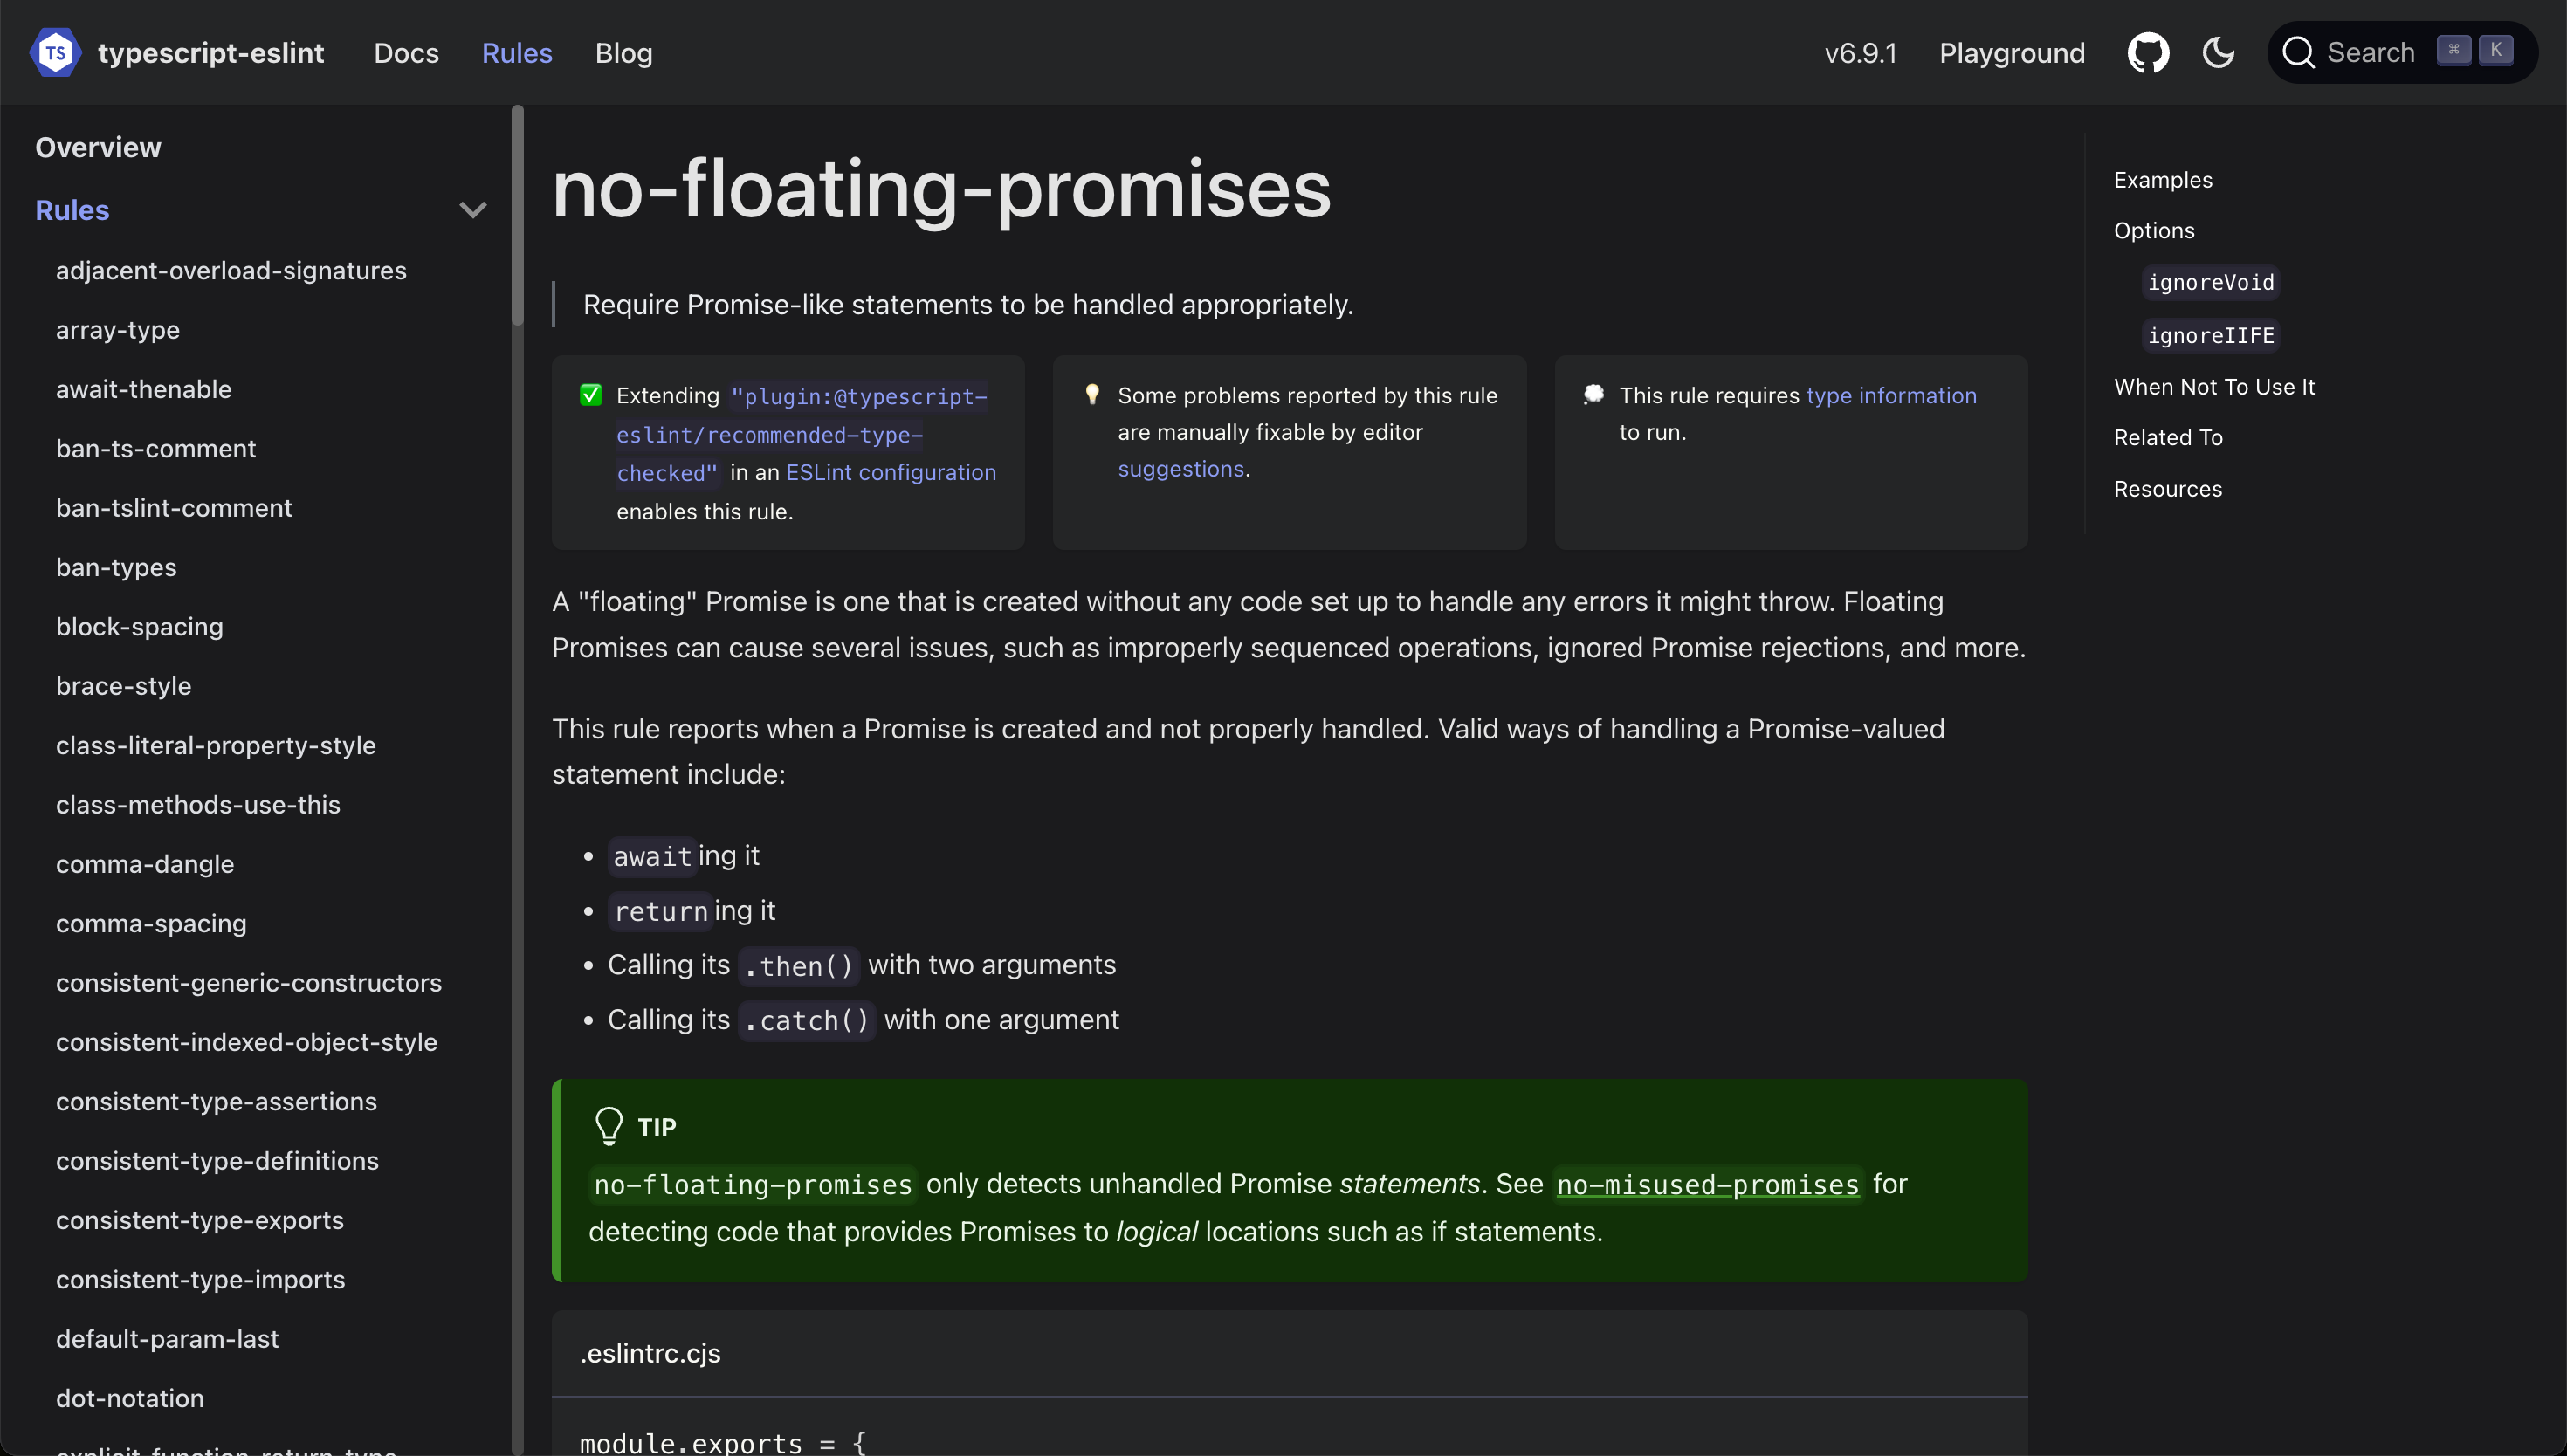 TS typescript-eslint Docs Rules Blog v6.9.1 Playground Search ⌘ K
Overview
Rules
adjacent-overload-signatures
array-type
await-thenable
ban-ts-comment
ban-tslint-comment
ban-types
block-spacing
brace-style
class-literal-property-style
class-methods-use-this
comma-dangle
comma-spacing
consistent-generic-constructors
consistent-indexed-object-style
consistent-type-assertions
consistent-type-definitions
consistent-type-exports
consistent-type-imports
default-param-last
dot-notation
explicit-function-return-type
no-floating-promises
Require Promise-like statements to be handled appropriately.
✅ Extending "plugin:@typescript-
eslint/recommended-type-
checked" in an ESLint configuration
enables this rule.
💡 Some problems reported by this rule
are manually fixable by editor
suggestions.
💭 This rule requires type information
to run.
A "floating" Promise is one that is created without any code set up to handle any errors it might throw. Floating
Promises can cause several issues, such as improperly sequenced operations, ignored Promise rejections, and more.
This rule reports when a Promise is created and not properly handled. Valid ways of handling a Promise-valued
statement include:
• awaiting it
• returning it
• Calling its .then() with two arguments
• Calling its .catch() with one argument
TIP
no-floating-promises only detects unhandled Promise statements. See no-misused-promises for
detecting code that provides Promises to logical locations such as if statements.
.eslintrc.cjs
module.exports = {
Examples
Options
ignoreVoid
ignoreIIFE
When Not To Use It
Related To
Resources